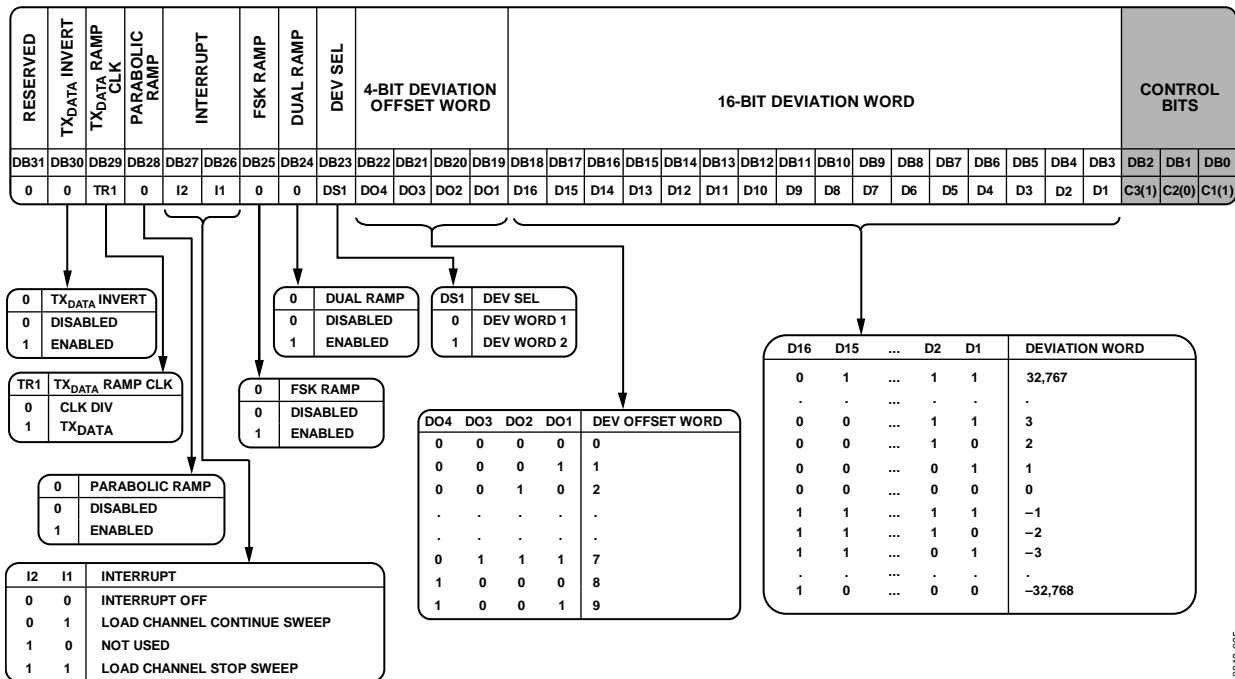 RESERVED
TXDATA INVERT
TXDATA RAMP CLK
PARABOLIC RAMP
INTERRUPT
FSK RAMP
DUAL RAMP
DEV SEL
4-BIT DEVIATION OFFSET WORD
16-BIT DEVIATION WORD
CONTROL BITS
DB31 DB30 DB29 DB28 DB27 DB26 DB25 DB24 DB23 DB22 DB21 DB20 DB19 DB18 DB17 DB16 DB15 DB14 DB13 DB12 DB11 DB10 DB9 DB8 DB7 DB6 DB5 DB4 DB3 DB2 DB1 DB0
0 0 TR1 0 I2 I1 0 0 DS1 DO4 DO3 DO2 DO1 D16 D15 D14 D13 D12 D11 D10 D9 D8 D7 D6 D5 D4 D3 D2 D1 C3(1) C2(0) C1(1)
0 TXDATA INVERT
0 DISABLED
1 ENABLED
TR1 TXDATA RAMP CLK
0 CLK DIV
1 TXDATA
0 PARABOLIC RAMP
0 DISABLED
1 ENABLED
I2 I1 INTERRUPT
0 0 INTERRUPT OFF
0 1 LOAD CHANNEL CONTINUE SWEEP
1 0 NOT USED
1 1 LOAD CHANNEL STOP SWEEP
0 FSK RAMP
0 DISABLED
1 ENABLED
0 DUAL RAMP
0 DISABLED
1 ENABLED
DS1 DEV SEL
0 DEV WORD 1
1 DEV WORD 2
DO4 DO3 DO2 DO1 DEV OFFSET WORD
0 0 0 0 0
0 0 0 1 1
0 0 1 0 2
. . . . .
. . . . .
0 1 1 1 7
1 0 0 0 8
1 0 0 1 9
D16 D15 ... D2 D1 DEVIATION WORD
0 1 ... 1 1 32,767
. . ... . . .
0 0 ... 1 1 3
0 0 ... 1 0 2
0 0 ... 0 1 1
0 0 ... 0 0 0
1 1 ... 1 1 –1
1 1 ... 1 0 –2
1 1 ... 0 1 –3
. . ... . . .
1 0 ... 0 0 –32,768